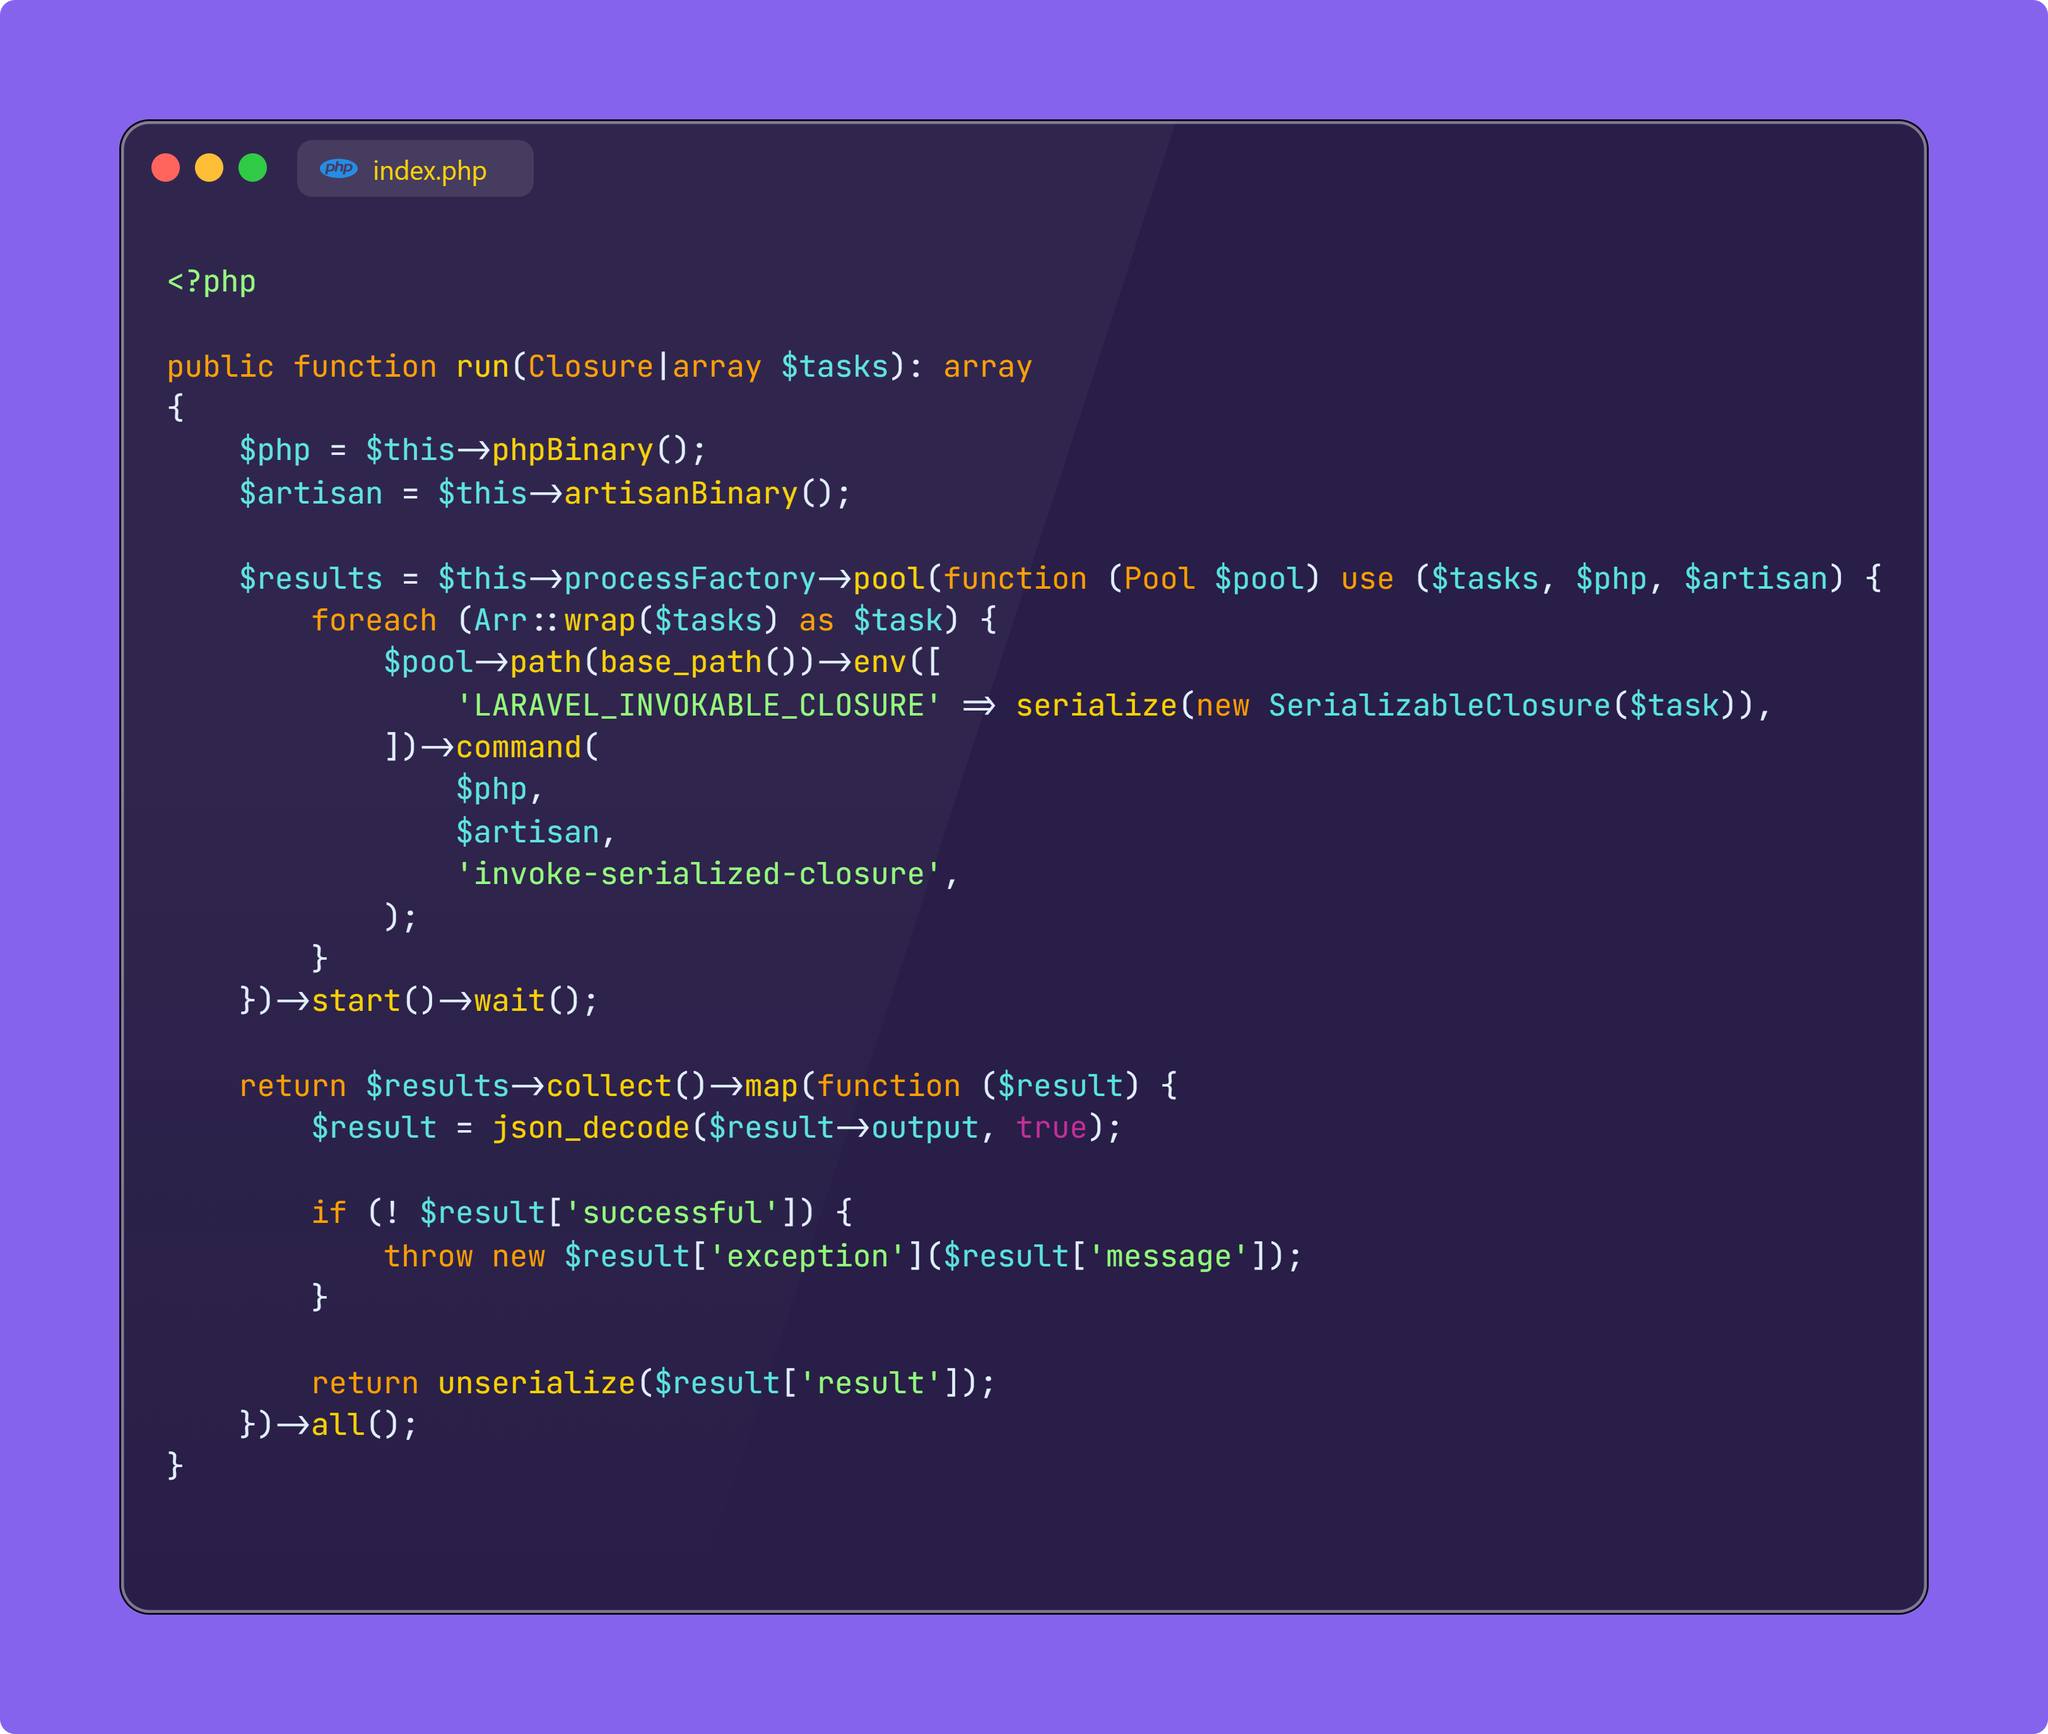 php index.php
<?php
public function run(Closure|array $tasks): array
{
    $php = $this->phpBinary();
    $artisan = $this->artisanBinary();

    $results = $this->processFactory->pool(function (Pool $pool) use ($tasks, $php, $artisan) {
        foreach (Arr::wrap($tasks) as $task) {
            $pool->path(base_path())->env([
                'LARAVEL_INVOKABLE_CLOSURE' => serialize(new SerializableClosure($task)),
            ])->command(
                $php,
                $artisan,
                'invoke-serialized-closure',
            );
        }
    })->start()->wait();

    return $results->collect()->map(function ($result) {
        $result = json_decode($result->output, true);

        if (! $result['successful']) {
            throw new $result['exception']($result['message']);
        }

        return unserialize($result['result']);
    })->all();
}